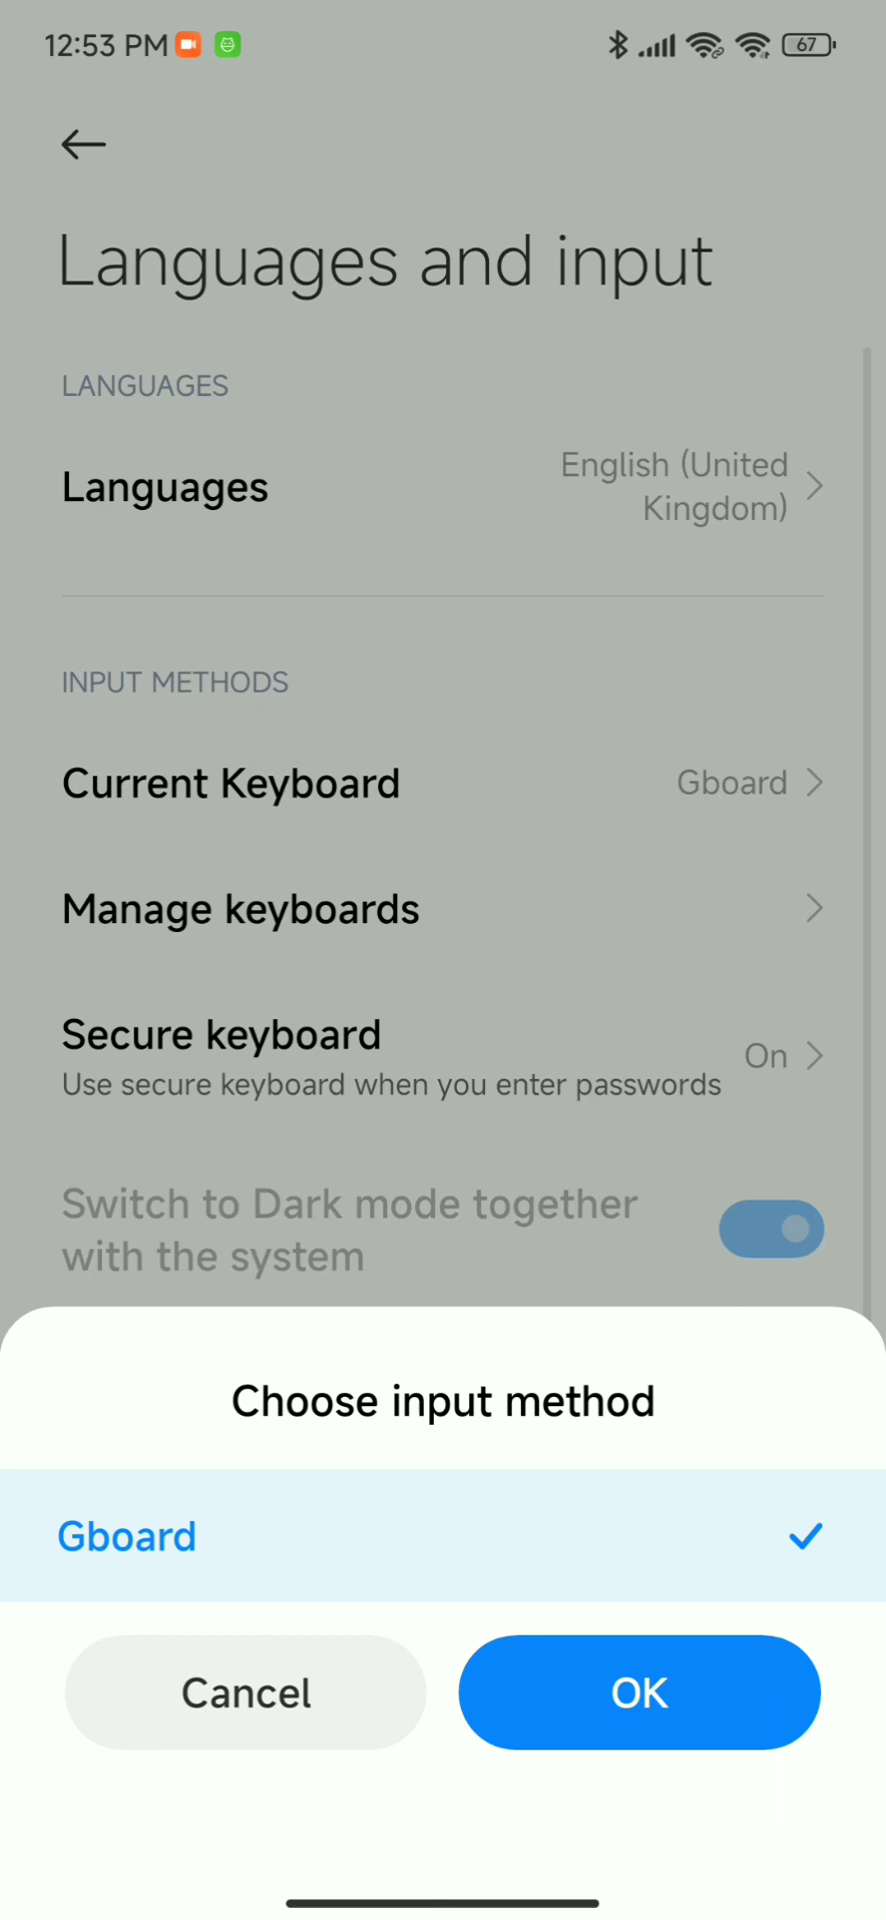 12:53 PM
67
Languages and input
LANGUAGES
Languages
English (United
Kingdom)
INPUT METHODS
Current Keyboard
Gboard
Manage keyboards
Secure keyboard
Use secure keyboard when you enter passwords
On
Switch to Dark mode together
with the system
Choose input method
Gboard
Cancel
OK